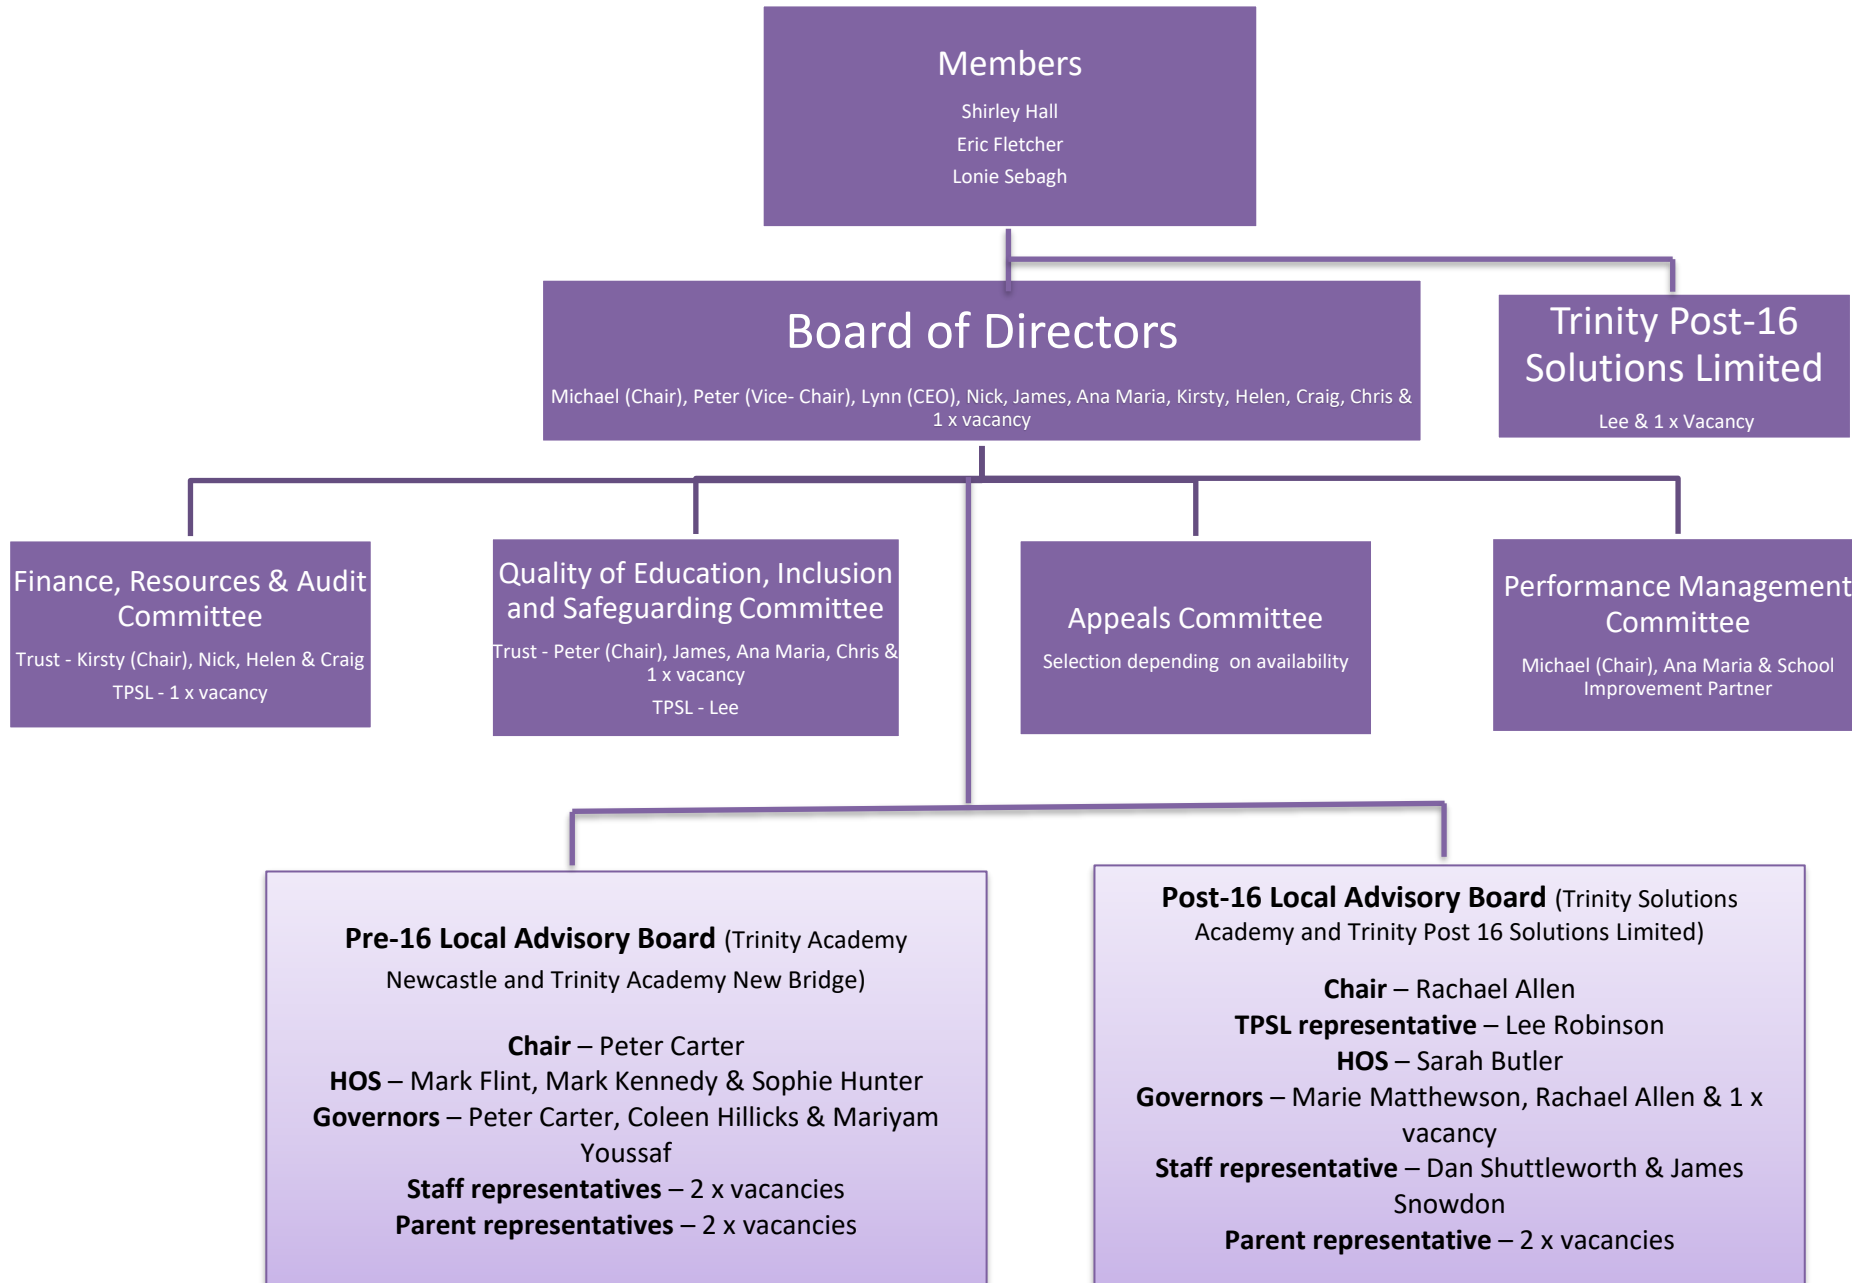 Members
Shirley Hall
Eric Fletcher
Lonie Sebagh
Board of Directors
Michael (Chair), Peter (Vice- Chair), Lynn (CEO), Nick, James, Ana Maria, Kirsty, Helen, Craig, Chris &
1 x vacancy
Trinity Post-16
Solutions Limited
Lee & 1 x Vacancy
Finance, Resources & Audit
Committee
Trust - Kirsty (Chair), Nick, Helen & Craig
TPSL - 1 x vacancy
Quality of Education, Inclusion
and Safeguarding Committee
Trust - Peter (Chair), James, Ana Maria, Chris &
1 x vacancy
TPSL - Lee
Appeals Committee
Selection depending on availability
Performance Management
Committee
Michael (Chair), Ana Maria & School
Improvement Partner
Pre-16 Local Advisory Board (Trinity Academy
Newcastle and Trinity Academy New Bridge)
Chair – Peter Carter
HOS – Mark Flint, Mark Kennedy & Sophie Hunter
Governors – Peter Carter, Coleen Hillicks & Mariyam
Youssaf
Staff representatives – 2 x vacancies
Parent representatives – 2 x vacancies
Post-16 Local Advisory Board (Trinity Solutions
Academy and Trinity Post 16 Solutions Limited)
Chair – Rachael Allen
TPSL representative – Lee Robinson
HOS – Sarah Butler
Governors – Marie Matthewson, Rachael Allen & 1 x
vacancy
Staff representative – Dan Shuttleworth & James
Snowdon
Parent representative – 2 x vacancies